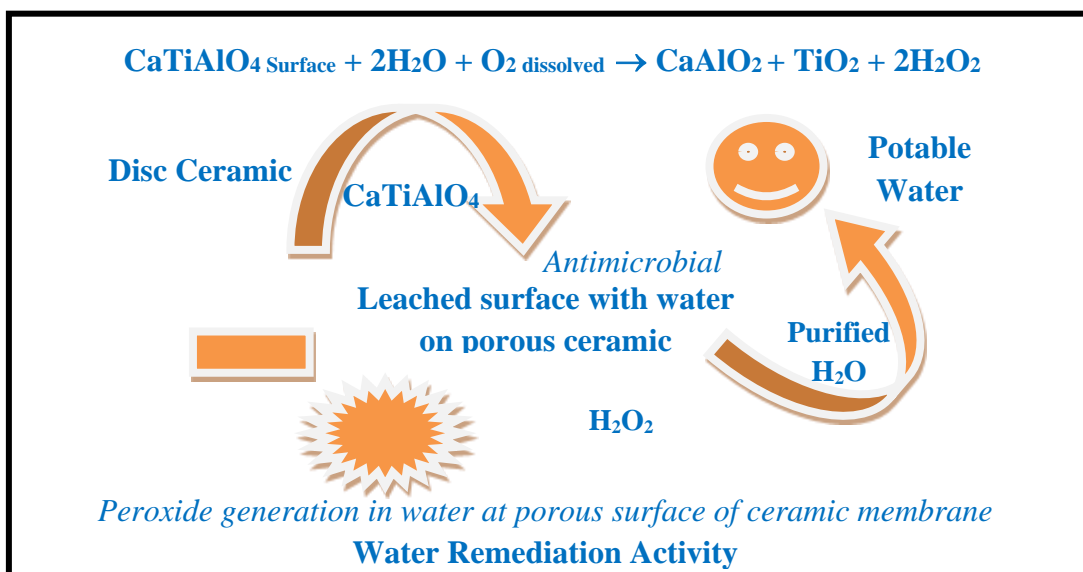 CaTiAlO₄ Surface + 2H₂O + O₂ dissolved → CaAlO₂ + TiO₂ + 2H₂O₂
Disc Ceramic
CaTiAlO₄
Potable
Water
Antimicrobial
Leached surface with water
on porous ceramic
Purified
H₂O
H₂O₂
Peroxide generation in water at porous surface of ceramic membrane
Water Remediation Activity